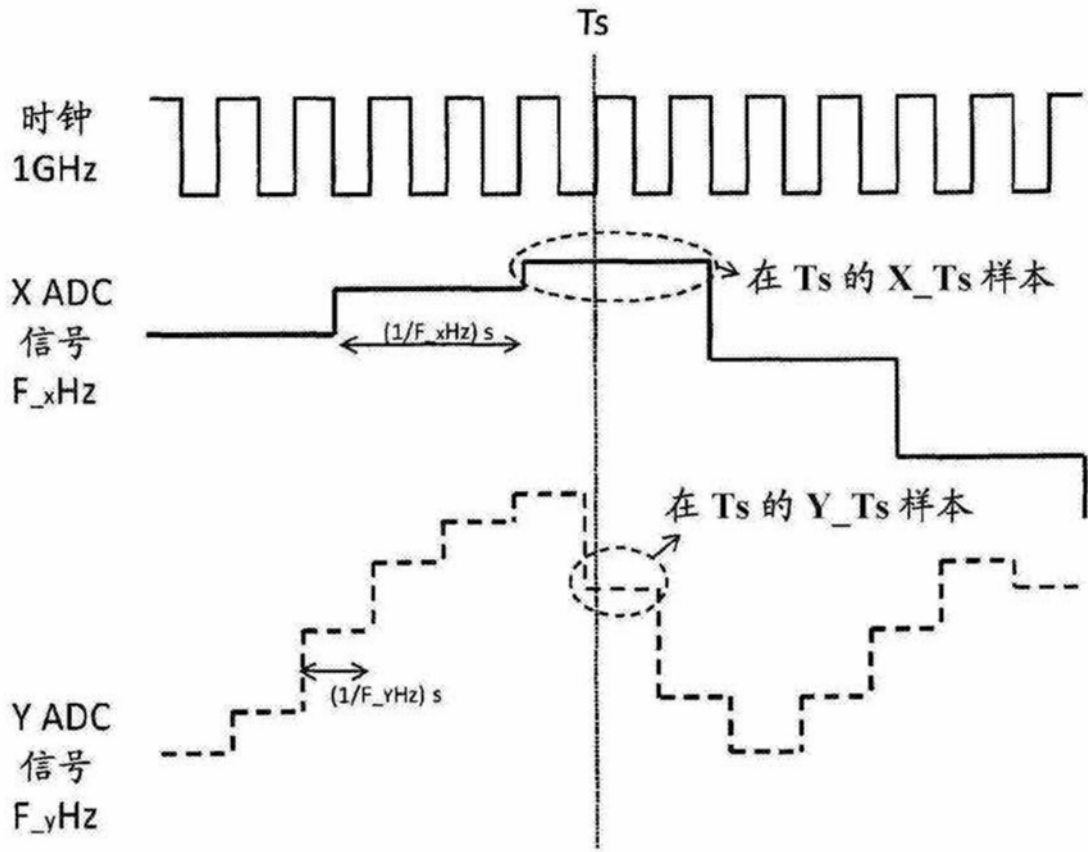 Ts
时钟
1GHz
X ADC
信号
F_xHz
(1/F_xHz) s
在 Ts 的 X_Ts 样本
在 Ts 的 Y_Ts 样本
(1/F_YHz) s
Y ADC
信号
F_yHz